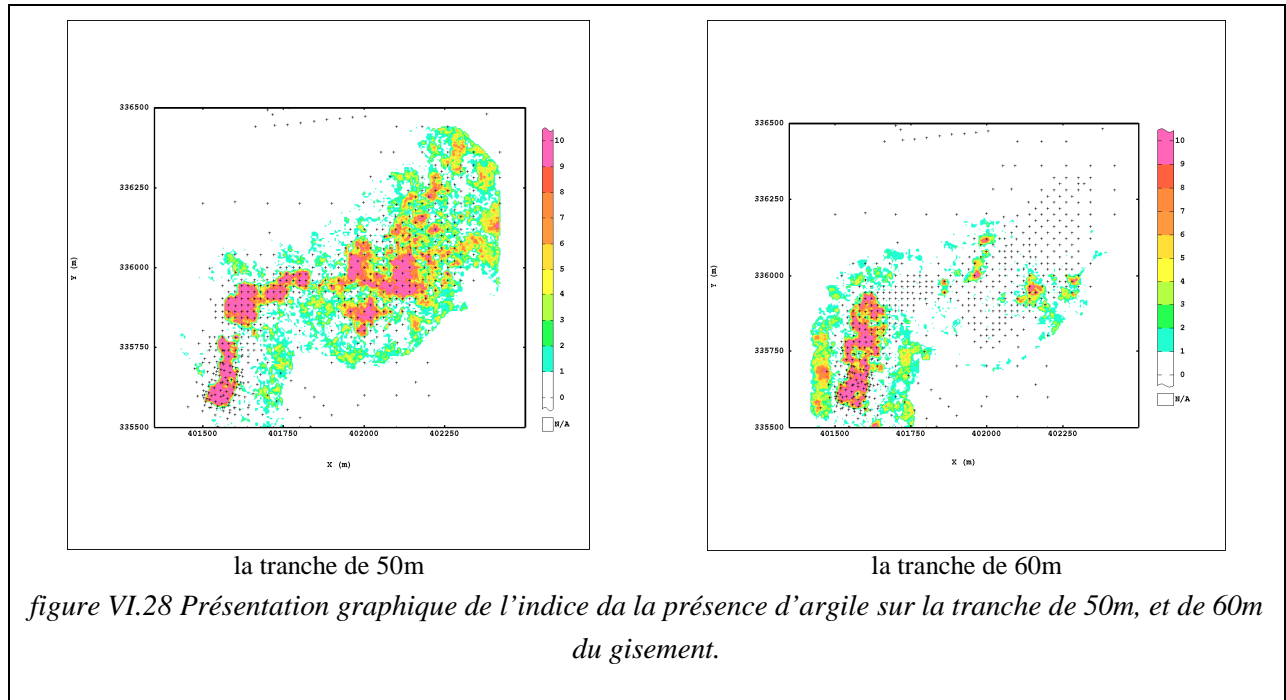 336500
336250
336000
335750
335500
Y (m)
401500 401750 402000 402250
X (m)
10
9
8
7
6
5
4
3
2
1
0
N/A
336500
336250
336000
335750
335500
Y (m)
401500 401750 402000 402250
X (m)
10
9
8
7
6
5
4
3
2
1
0
N/A
la tranche de 50m
la tranche de 60m
figure VI.28 Présentation graphique de l’indice da la présence d’argile sur la tranche de 50m, et de 60m
du gisement.